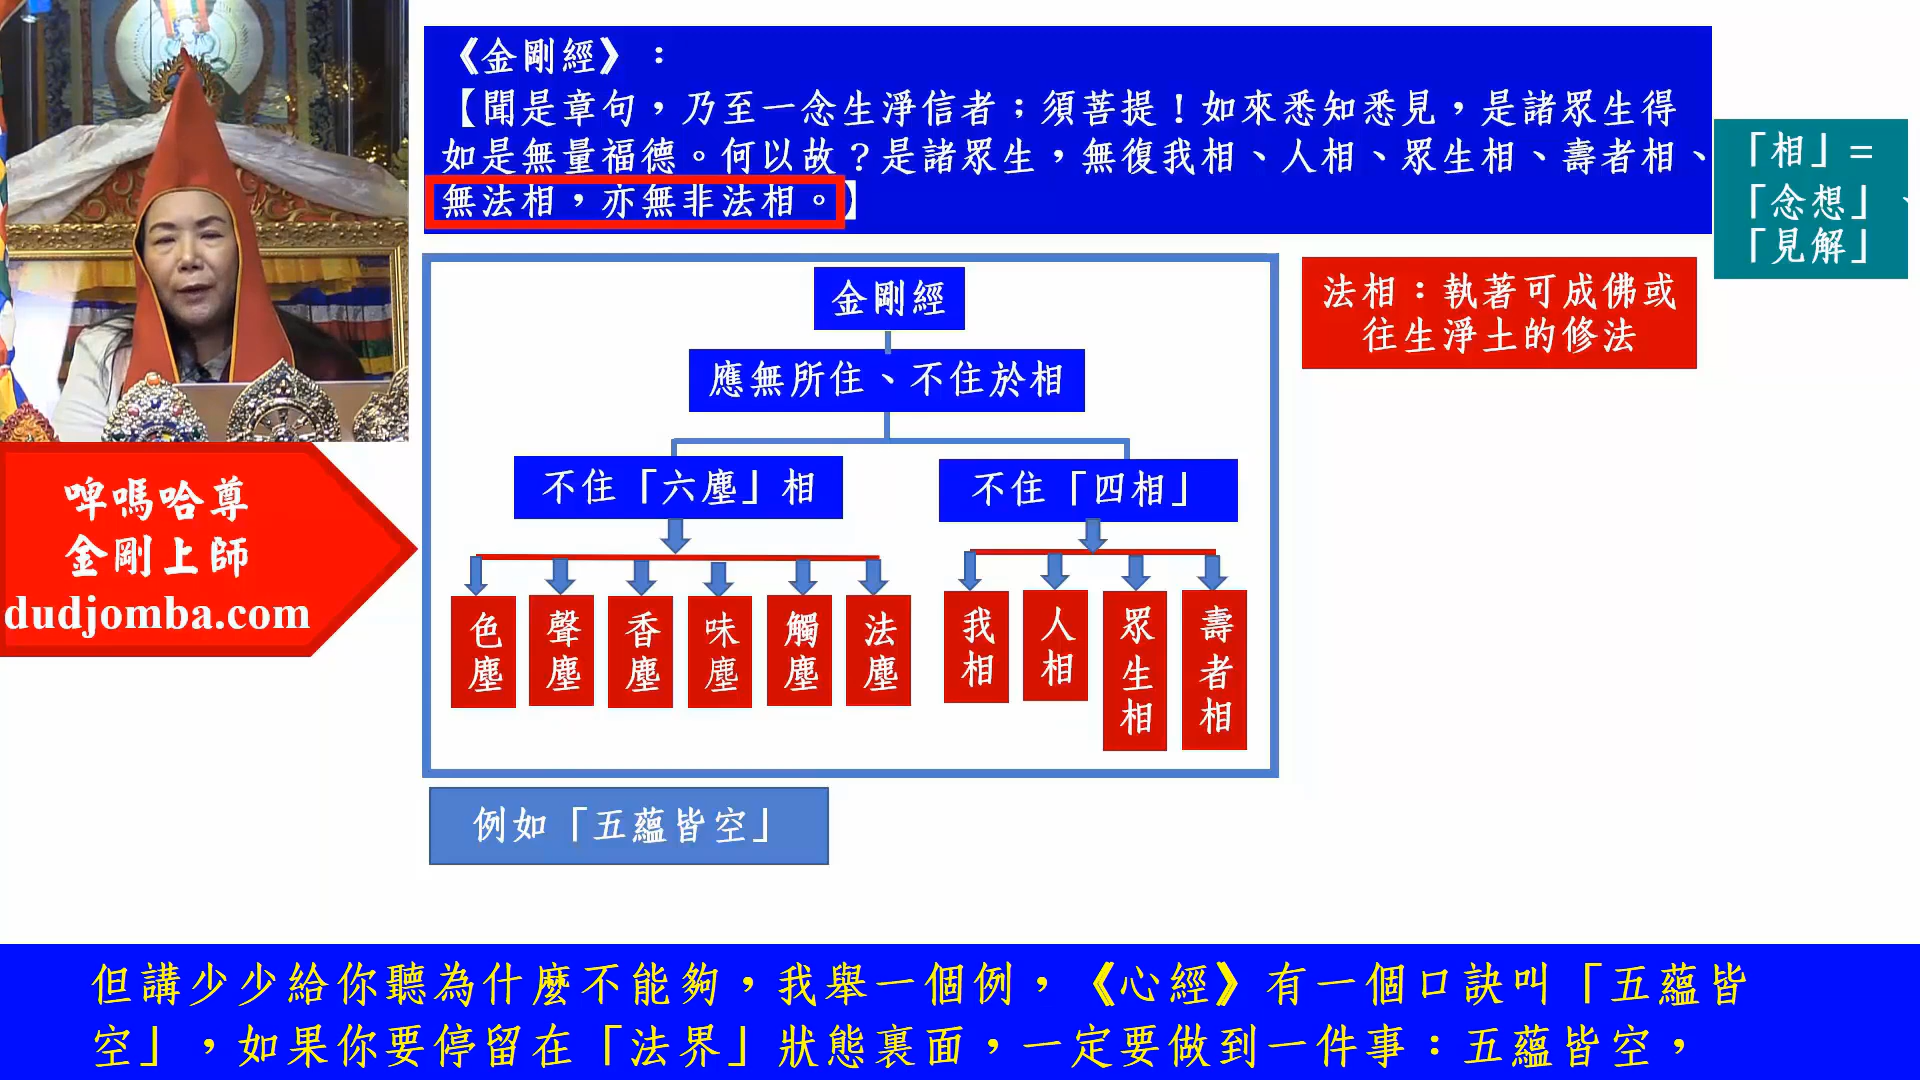 《金剛經》：
【聞是章句，乃至一念生淨信者；須菩提！如來悉知悉見，是諸眾生得
如是無量福德。何以故？是諸眾生，無復我相、人相、眾生相、壽者相、
無法相，亦無非法相。】
「相」=
「念想」、
「見解」
金剛經
應無所住、不住於相
不住「六塵」相
不住「四相」
色塵
聲塵
香塵
味塵
觸塵
法塵
我相
人相
眾生相
壽者相
法相：執著可成佛或
往生淨土的修法
啤嗎哈尊
金剛上師
dudjomba.com
例如「五蘊皆空」
但講少少給你聽為什麼不能夠，我舉一個例，《心經》有一個口訣叫「五蘊皆
空」，如果你要停留在「法界」狀態裏面，一定要做到一件事：五蘊皆空，